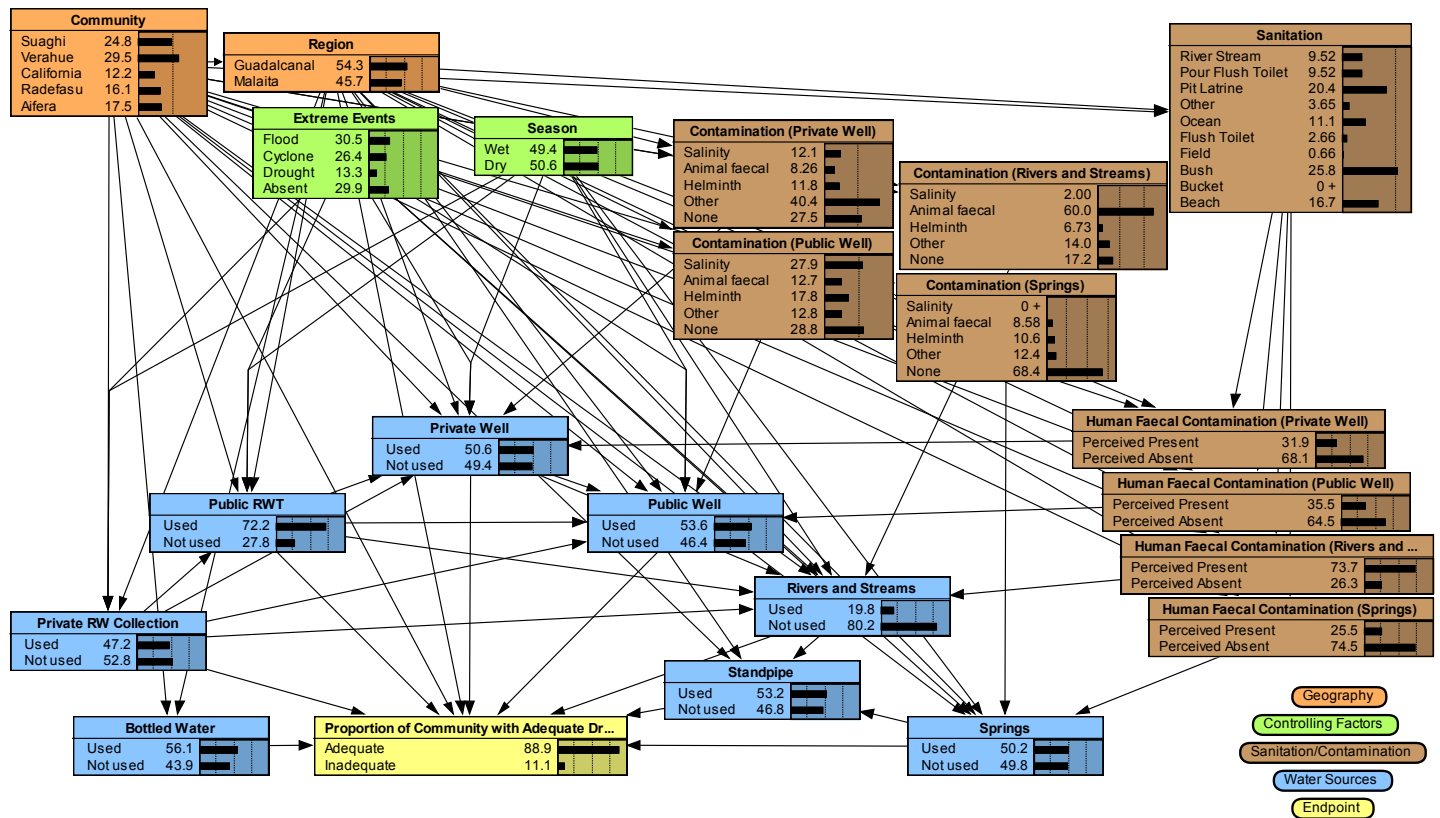 Community
Suaghi 24.8
Verahue 29.5
California 12.2
Radefasu 16.1
Aifera 17.5
Region
Guadalcanal 54.3
Malaita 45.7
Extreme Events
Flood 30.5
Cyclone 26.4
Drought 13.3
Absent 29.9
Season
Wet 49.4
Dry 50.6
Contamination (Private Well)
Salinity 12.1
Animal faecal 8.26
Helminth 11.8
Other 40.4
None 27.5
Contamination (Public Well)
Salinity 27.9
Animal faecal 12.7
Helminth 17.8
Other 12.8
None 28.8
Contamination (Rivers and Streams)
Salinity 2.00
Animal faecal 60.0
Helminth 6.73
Other 14.0
None 17.2
Contamination (Springs)
Salinity 0 +
Animal faecal 8.58
Helminth 10.6
Other 12.4
None 68.4
Sanitation
River Stream 9.52
Pour Flush Toilet 9.52
Pit Latrine 20.4
Other 3.65
Ocean 11.1
Flush Toilet 2.66
Field 0.66
Bush 25.8
Bucket 0 +
Beach 16.7
Private Well
Used 50.6
Not used 49.4
Human Faecal Contamination (Private Well)
Perceived Present 31.9
Perceived Absent 68.1
Human Faecal Contamination (Public Well)
Perceived Present 35.5
Perceived Absent 64.5
Human Faecal Contamination (Rivers and ...
Perceived Present 73.7
Perceived Absent 26.3
Human Faecal Contamination (Springs)
Perceived Present 25.5
Perceived Absent 74.5
Public RWT
Used 72.2
Not used 27.8
Public Well
Used 53.6
Not used 46.4
Rivers and Streams
Used 19.8
Not used 80.2
Private RW Collection
Used 47.2
Not used 52.8
Standpipe
Used 53.2
Not used 46.8
Bottled Water
Used 56.1
Not used 43.9
Proportion of Community with Adequate Dr...
Adequate 88.9
Inadequate 11.1
Springs
Used 50.2
Not used 49.8
Geography
Controlling Factors
Sanitation/Contamination
Water Sources
Endpoint